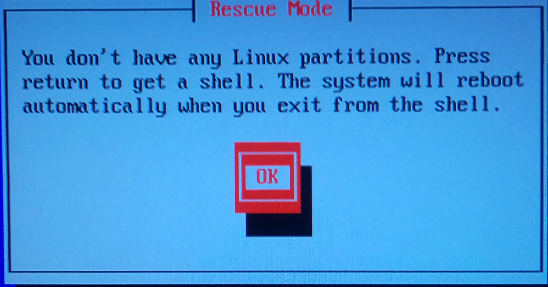 Rescue Mode
You don't have any Linux partitions. Press
return to get a shell. The system will reboot
automatically when you exit from the shell.
OK